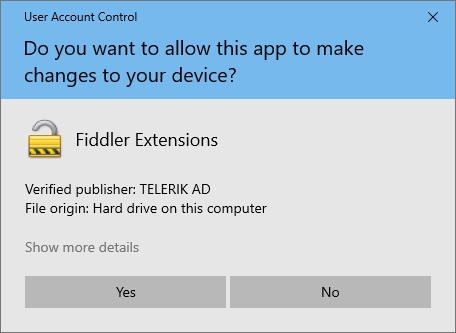 User Account Control
Do you want to allow this app to make
changes to your device?
Fiddler Extensions
Verified publisher: TELERIK AD
File origin: Hard drive on this computer
Show more details
Yes No